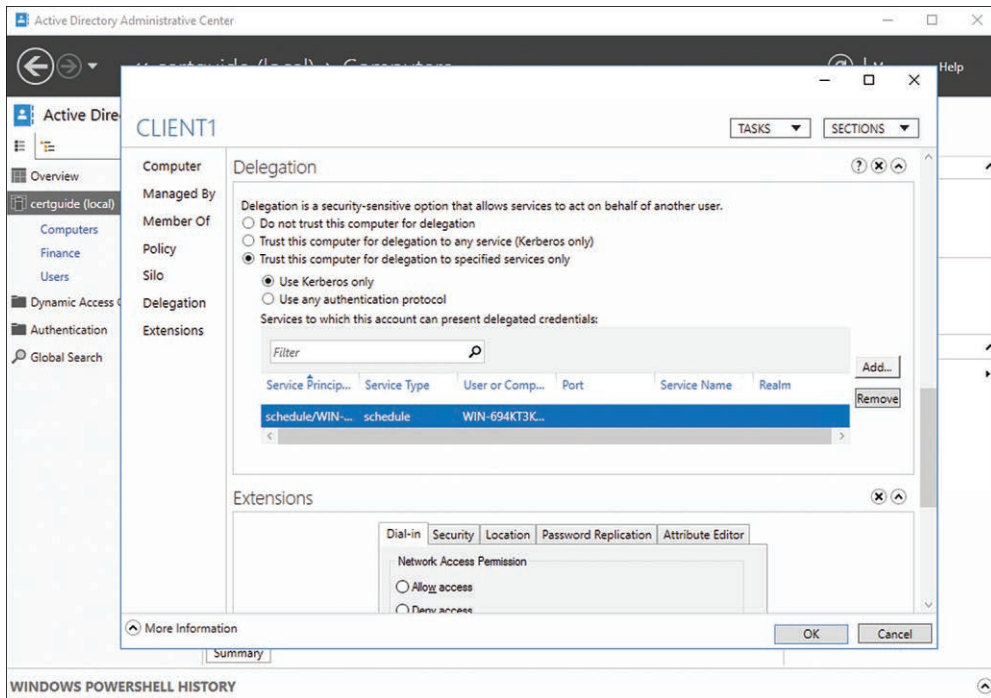 Active Directory Administrative Center
Help
Active Dire
Overview
certguide (local)
Computers
Finance
Users
Dynamic Access
Authentication
Global Search
CLIENT1
TASKS
SECTIONS
Computer
Managed By
Member Of
Policy
Silo
Delegation
Extensions
Delegation
Delegation is a security-sensitive option that allows services to act on behalf of another user.
Do not trust this computer for delegation
Trust this computer for delegation to any service (Kerberos only)
Trust this computer for delegation to specified services only
Use Kerberos only
Use any authentication protocol
Services to which this account can present delegated credentials:
Filter
Add...
Remove
Service Princip... Service Type User or Comp... Port Service Name Realm
schedule/WIN-... schedule WIN-694KT3K...
Extensions
Dial-in Security Location Password Replication Attribute Editor
Network Access Permission
Allow access
Deny access
More Information
OK Cancel
Summary
WINDOWS POWERSHELL HISTORY